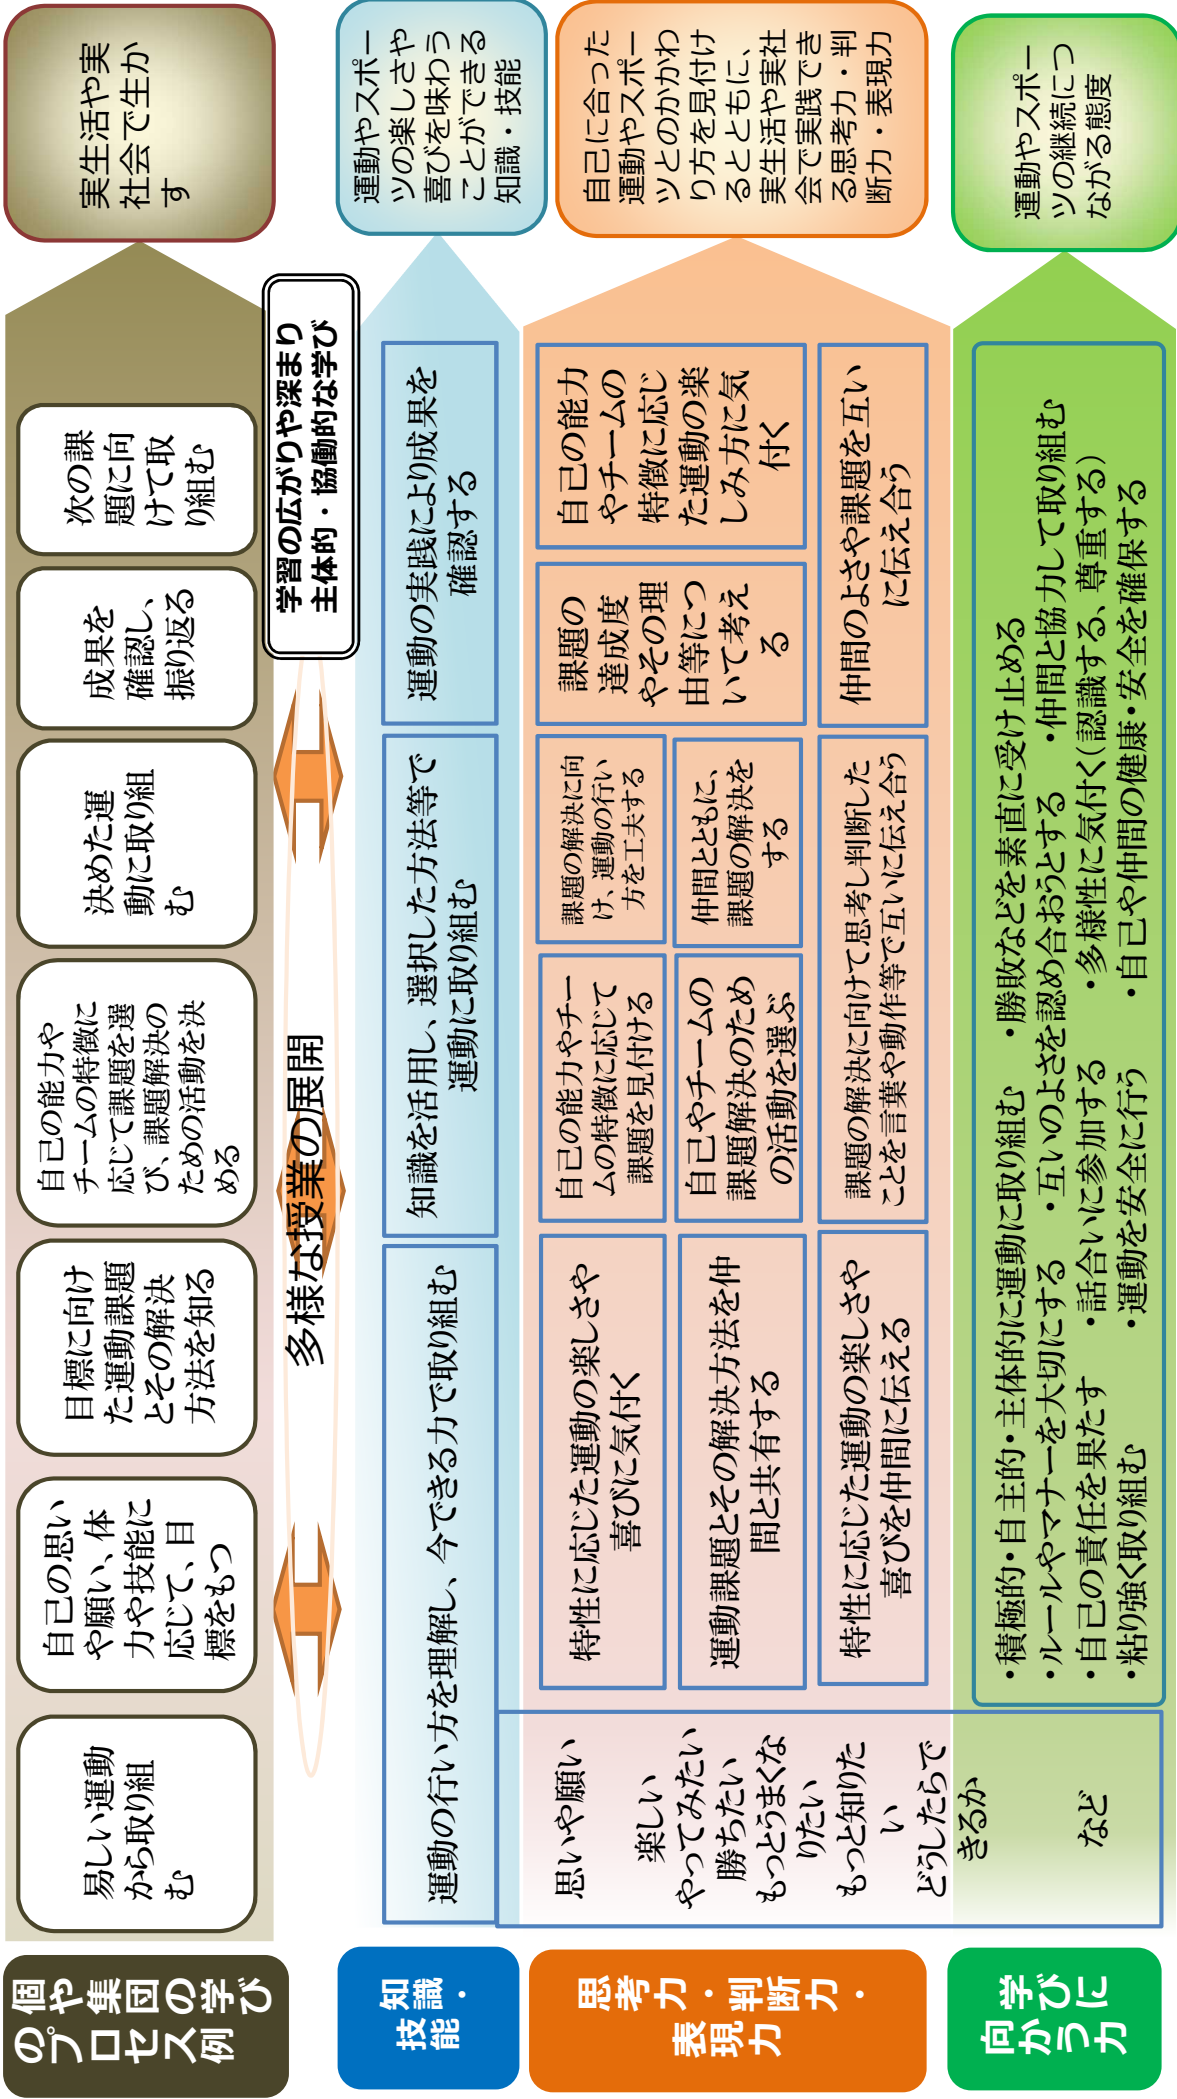 個や集団の学び
のプロセス例
易しい運動
から取り組
む
自己の思い
や願い、体
力や技能に
応じて、目
標をもつ
目標に向け
た運動課題
とその解決
方法を知る
自己の能力や
チームの特徴に
応じて課題を選
び、課題解決の
ための活動を決
める
決めた運
動に取り組
む
成果を
確認し、
振り返る
次の課
題に向
けて取
り組む
実生活や実
社会で生か
す
多様な授業の展開
学習の広がりや深まり
主体的・協働的な学び
知識・
技能
運動の行い方を理解し、今できる力で取り組む
知識を活用し、選択した方法等で
運動に取り組む
運動の実践により成果を
確認する
運動やスポー
ツの楽しさや
喜びを味わう
ことができる
知識・技能
思考力・判断力・
表現力
思いや願い
楽しい
やってみたい
勝ちたい
もっとうまくな
りたい
もっと知りた
い
どうしたらで
きるか
など
特性に応じた運動の楽しさや
喜びに気付く
運動課題とその解決方法を仲
間と共有する
特性に応じた運動の楽しさや
喜びを仲間に伝える
自己の能力やチー
ムの特徴に応じて
課題を見付ける
自己やチームの
課題解決のため
の活動を選ぶ
課題の解決に向け
け、運動の行い
方を工夫する
仲間とともに、
課題の解決を
する
課題の解決に向けて思考し判断した
ことを言葉や動作等で互いに伝え合う
課題の
達成度
やその理
由等につ
いて考え
る
自己の能力
やチームの
特徴に応じ
た運動の楽
しみ方に気
付く
仲間のよさや課題を互い
に伝え合う
自己に合った
運動やスポー
ツとのかかわ
り方を見付け
るとともに、
実生活や実社
会で実践でき
る思考力・判
断力・表現力
学びに
向かう力
・積極的・自主的・主体的に運動に取り組む ・勝敗などを素直に受け止める
・ルールやマナーを大切にする ・互いのよさを認め合おうとする ・仲間と協力して取り組む
・自己の責任を果たす ・話合いに参加する ・多様性に気付く（認識する、尊重する）
・粘り強く取り組む ・運動を安全に行う ・自己や仲間の健康・安全を確保する
運動やスポー
ツの継続につ
ながる態度